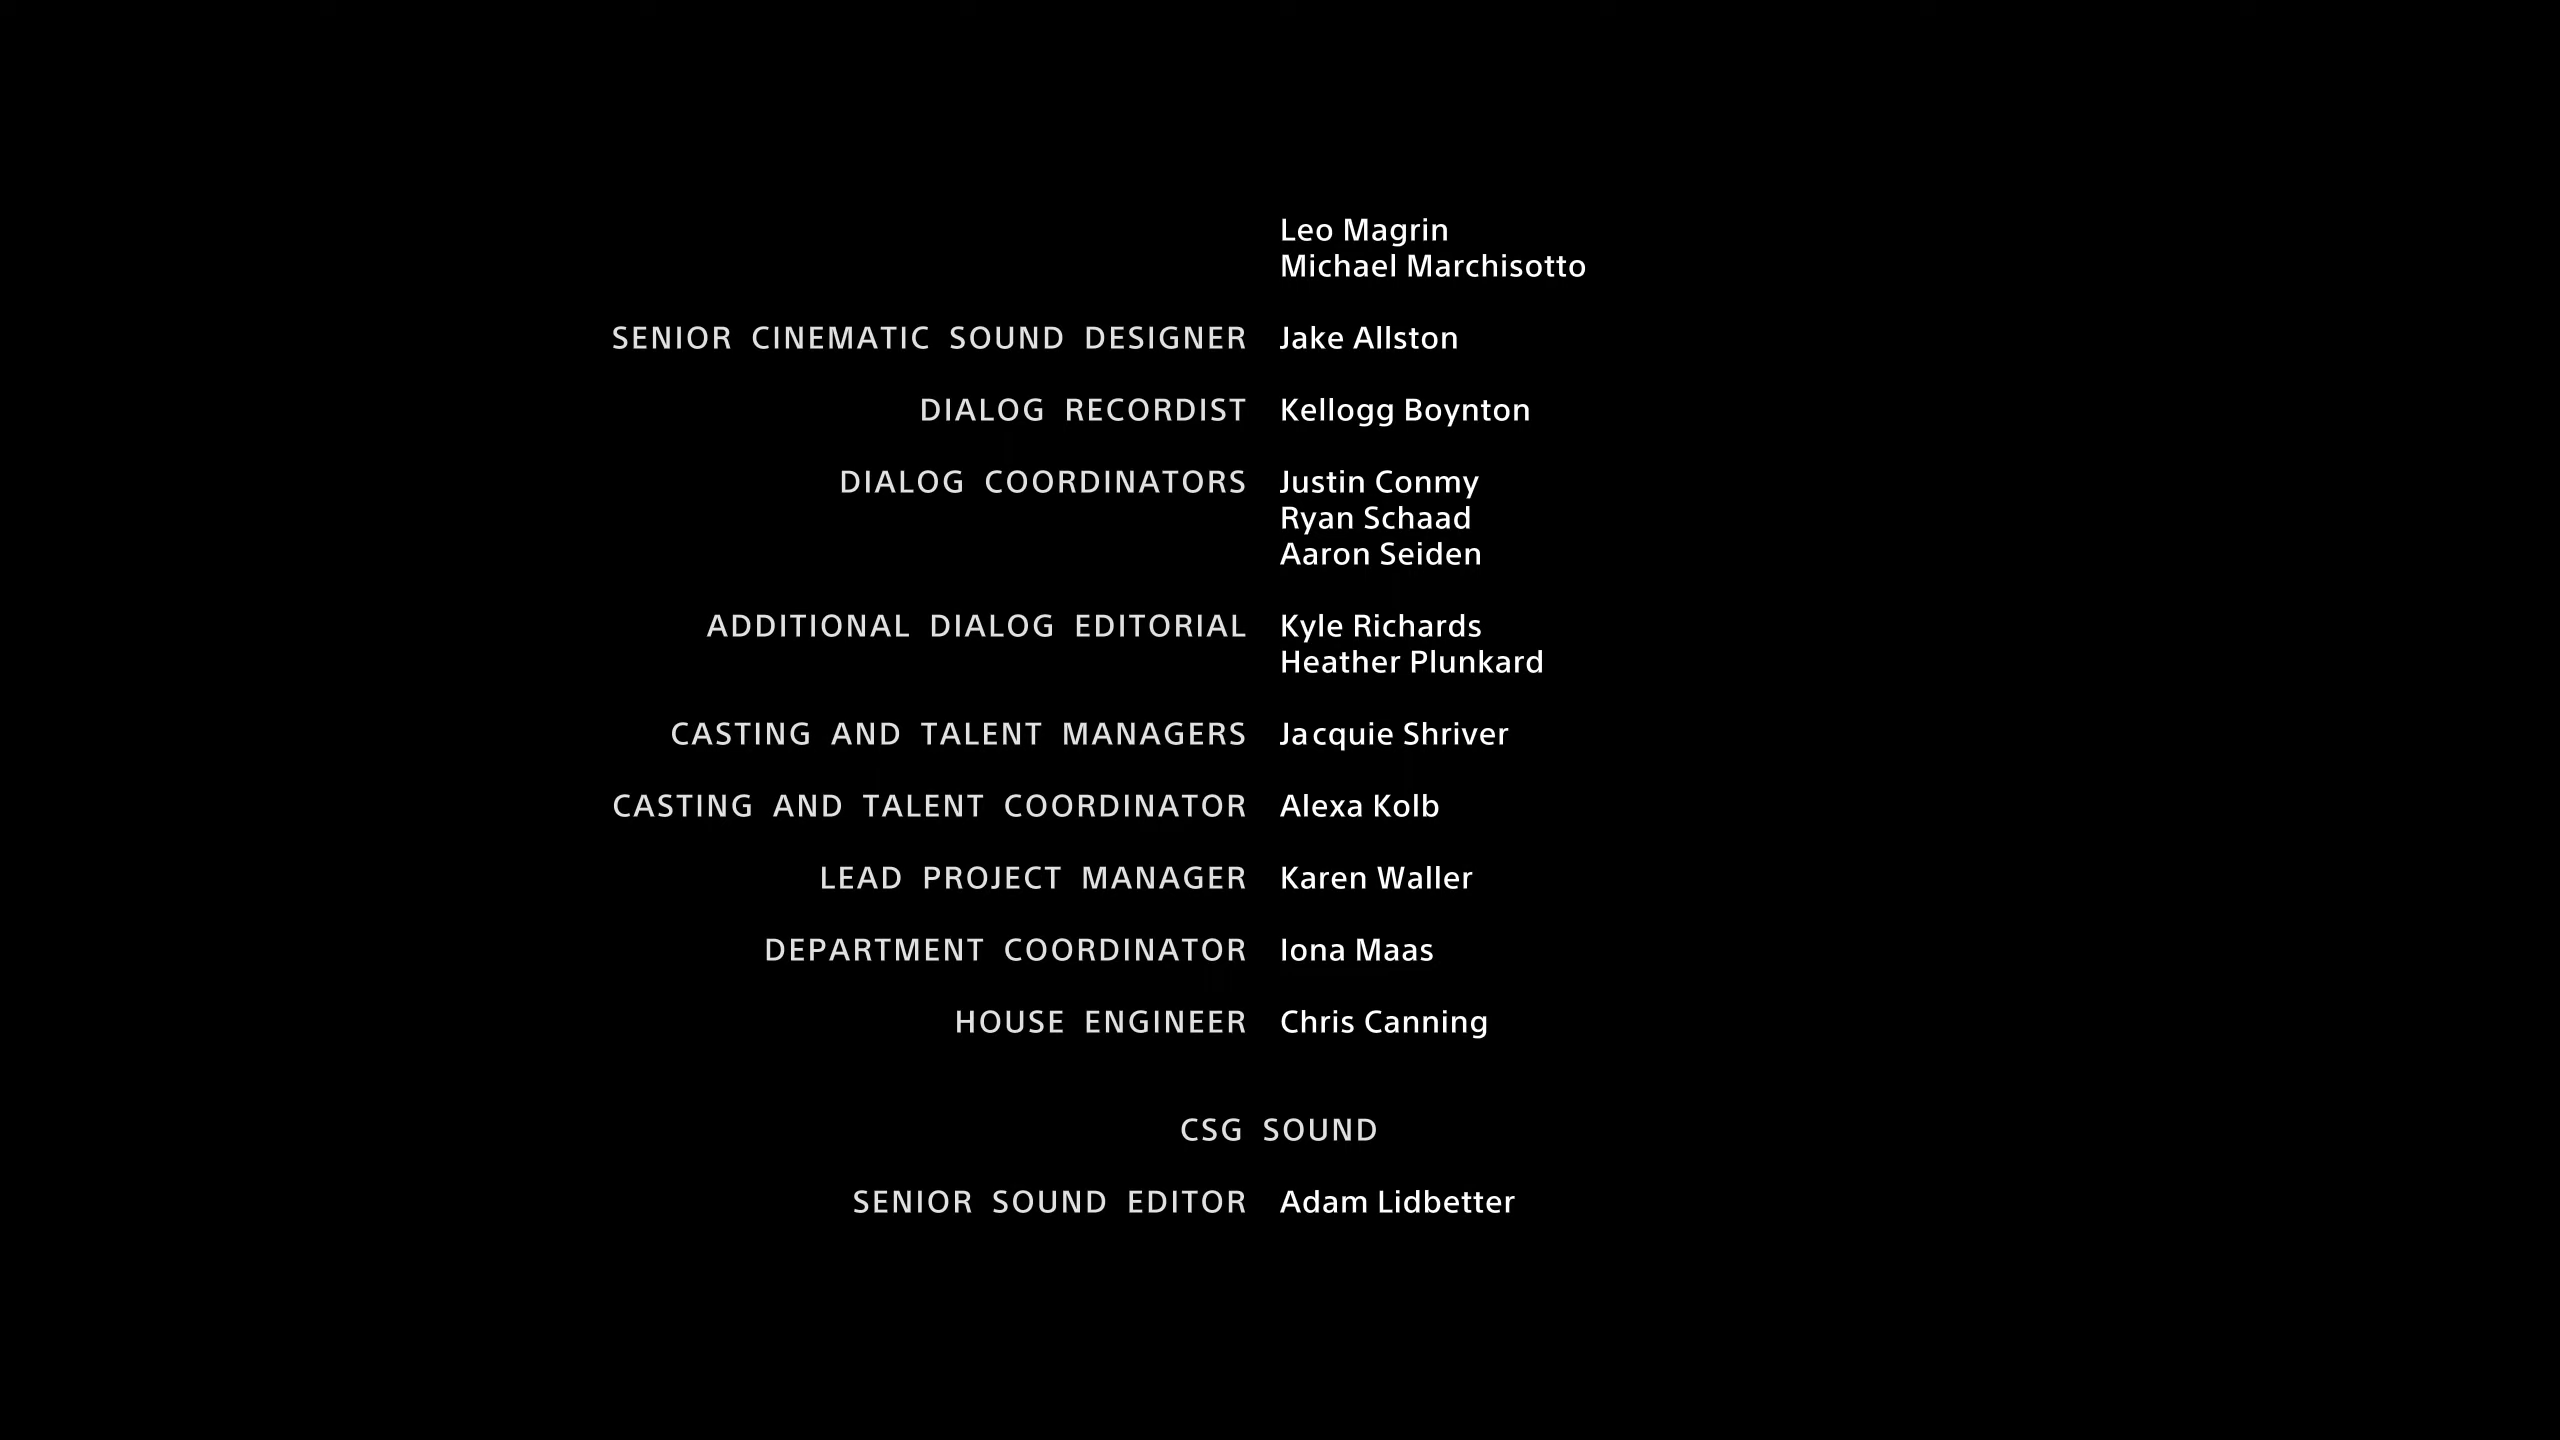 Leo Magrin
Michael Marchisotto
SENIOR CINEMATIC SOUND DESIGNER Jake Allston
DIALOG RECORDIST Kellogg Boynton
DIALOG COORDINATORS Justin Conmy
Ryan Schaad
Aaron Seiden
ADDITIONAL DIALOG EDITORIAL Kyle Richards
Heather Plunkard
CASTING AND TALENT MANAGERS Jacquie Shriver
CASTING AND TALENT COORDINATOR Alexa Kolb
LEAD PROJECT MANAGER Karen Waller
DEPARTMENT COORDINATOR Iona Maas
HOUSE ENGINEER Chris Canning
CSG SOUND
SENIOR SOUND EDITOR Adam Lidbetter